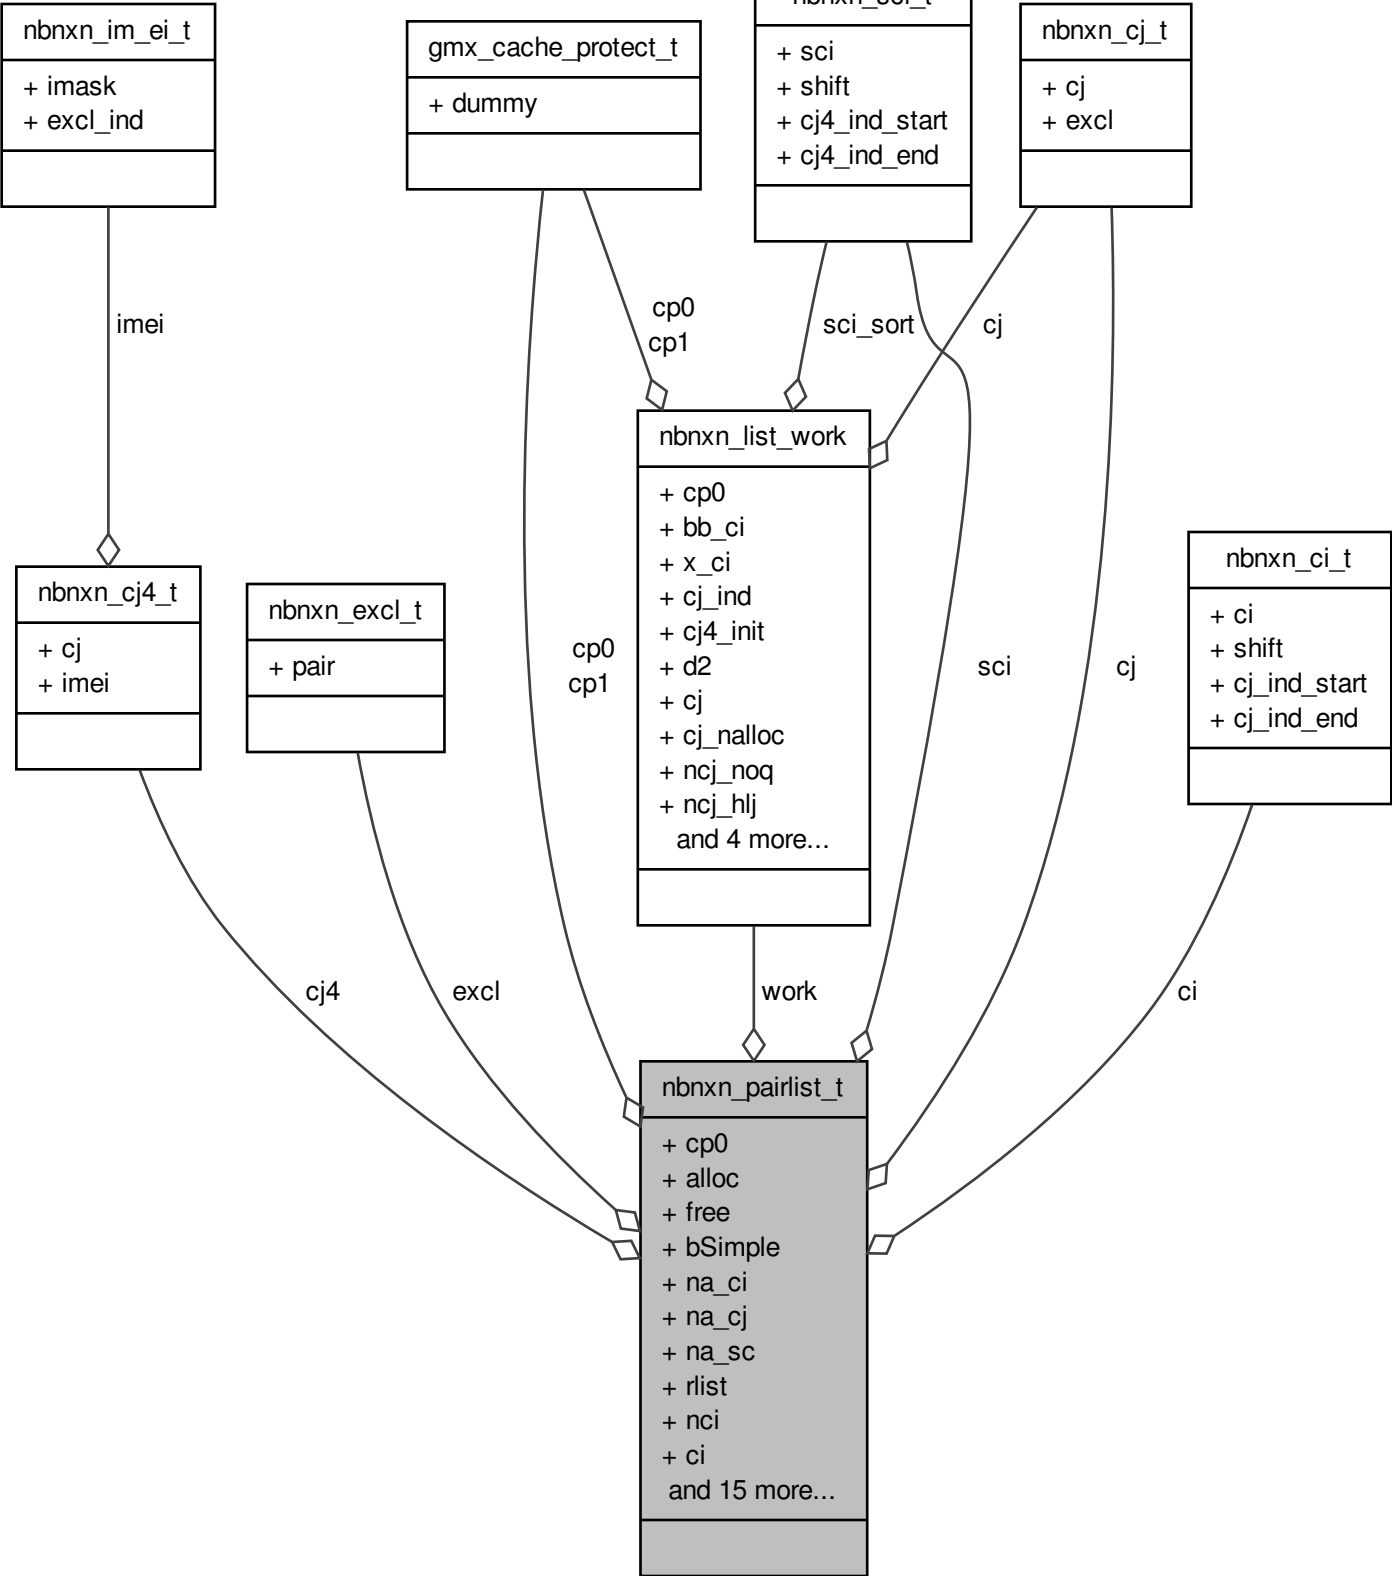 nbnxn_im_ei_t
+ imask
+ excl_ind
gmx_cache_protect_t
+ dummy
+ sci
+ shift
+ cj4_ind_start
+ cj4_ind_end
nbnxn_cj_t
+ cj
+ excl
imei
cp0
cp1
sci_sort
cj
nbnxn_list_work
+ cp0
+ bb_ci
+ x_ci
+ cj_ind
+ cj4_init
+ d2
+ cj
+ cj_nalloc
+ ncj_noq
+ ncj_hlj
and 4 more...
nbnxn_cj4_t
+ cj
+ imei
nbnxn_excl_t
+ pair
cp0
cp1
sci
cj
nbnxn_ci_t
+ ci
+ shift
+ cj_ind_start
+ cj_ind_end
cj4
excl
work
ci
nbnxn_pairlist_t
+ cp0
+ alloc
+ free
+ bSimple
+ na_ci
+ na_cj
+ na_sc
+ rlist
+ nci
+ ci
and 15 more...